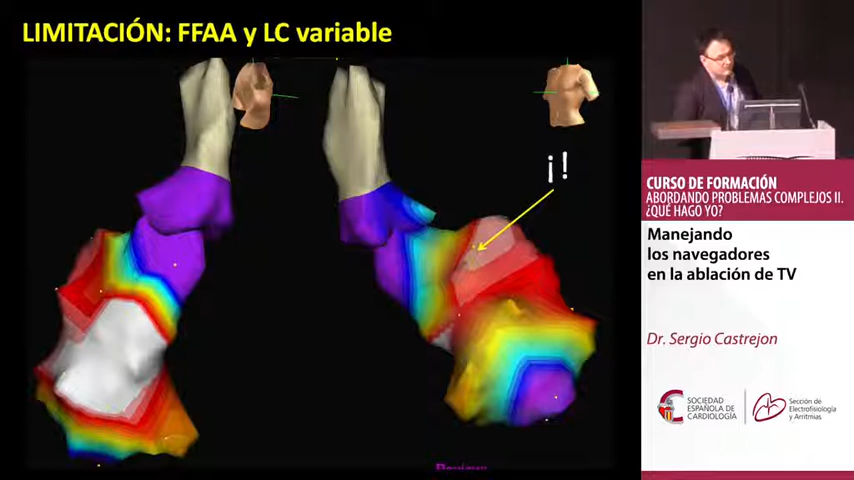 LIMITACIÓN: FFAA y LC variable
¡!
CURSO DE FORMACIÓN
ABORDANDO PROBLEMAS COMPLEJOS II.
¿QUÉ HAGO YO?
Manejando
los navegadores
en la ablación de TV
Dr. Sergio Castrejon
SOCIEDAD
ESPAÑOLA DE
CARDIOLOGÍA
Sección de
Electrofisiología
y Arritmias